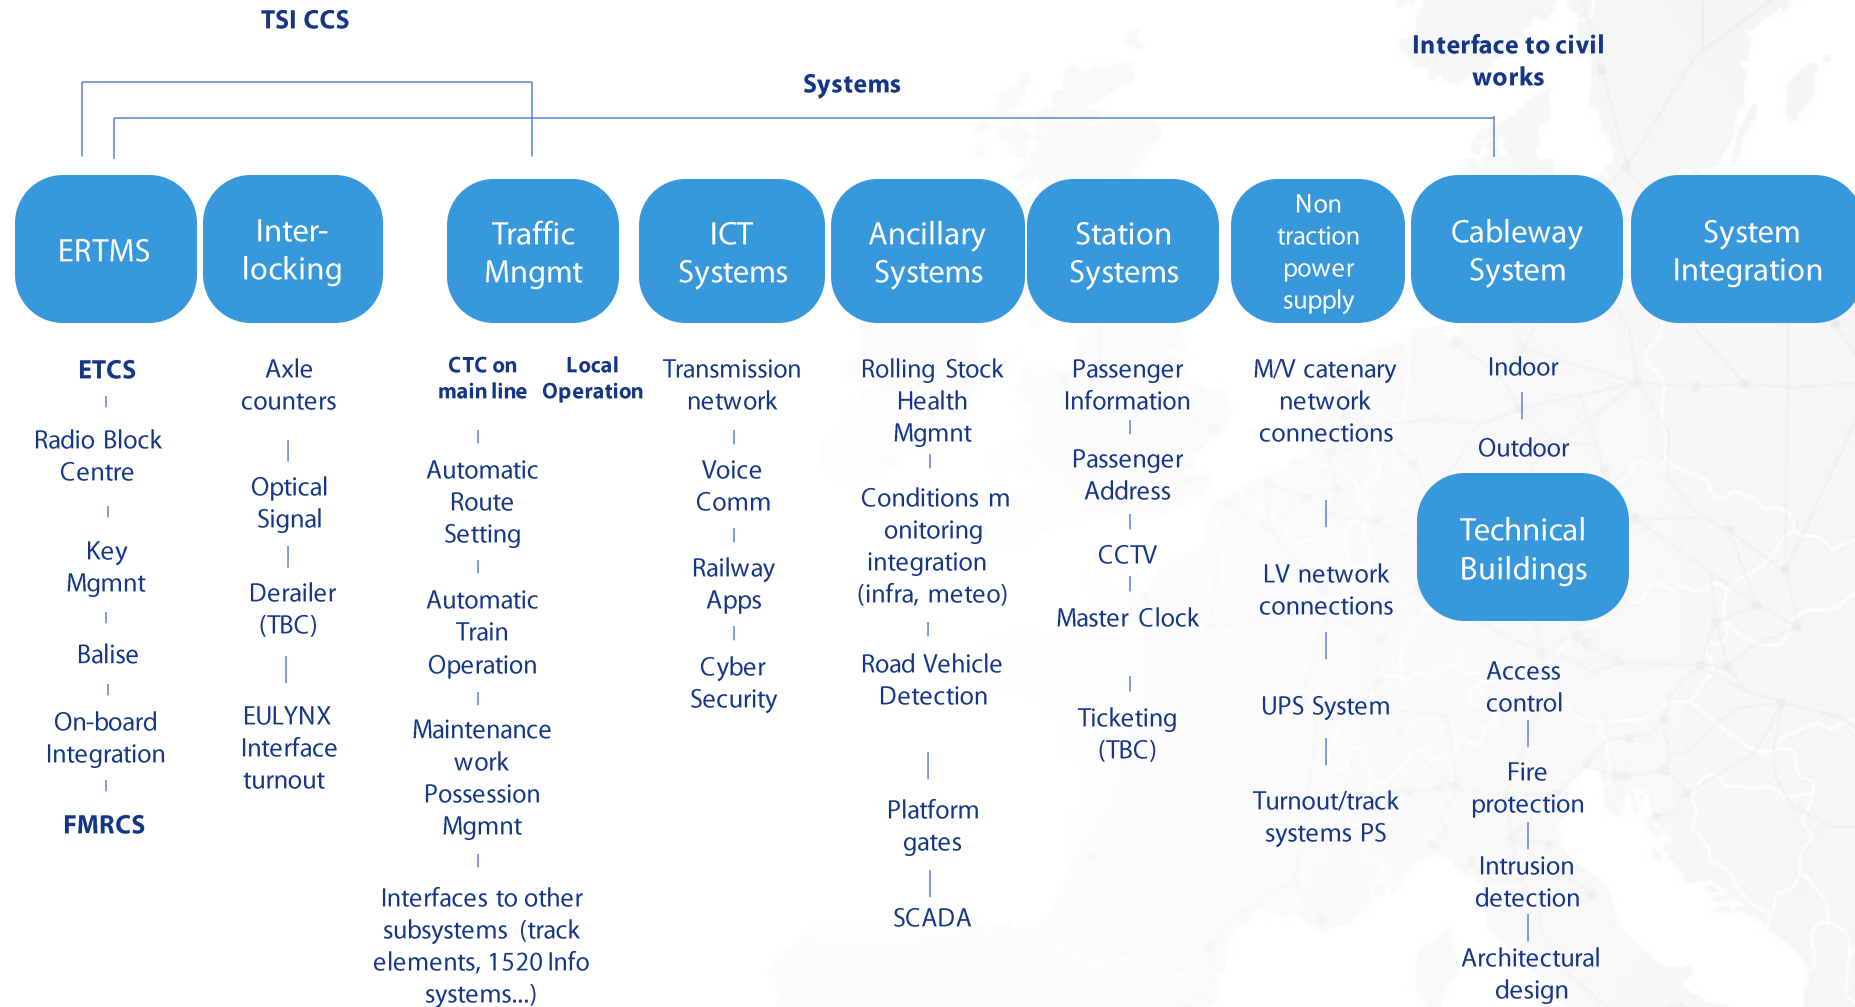 TSI CCS
Interface to civil
works
Systems
ERTMS
Inter-
locking
Traffic
Mngmt
ICT
Systems
Ancillary
Systems
Station
Systems
Non
traction
power
supply
Cableway
System
System
Integration
ETCS
Radio Block
Centre
Key
Mgmnt
Balise
On-board
Integration
FMRCS
Axle
counters
Optical
Signal
Derailer
(TBC)
EULYNX
Interface
turnout
CTC on
main line
Local
Operation
Automatic
Route
Setting
Automatic
Train
Operation
Maintenance
work
Possession
Mgmnt
Interfaces to other
subsystems (track
elements, 1520 Info
systems...)
Transmission
network
Voice
Comm
Railway
Apps
Cyber
Security
Rolling Stock
Health
Mgmnt
Conditions m
onitoring
integration
(infra, meteo)
Road Vehicle
Detection
Platform
gates
SCADA
Passenger
Information
Passenger
Address
CCTV
Master Clock
Ticketing
(TBC)
M/V catenary
network
connections
LV network
connections
UPS System
Turnout/track
systems PS
Indoor
Outdoor
Technical
Buildings
Access
control
Fire
protection
Intrusion
detection
Architectural
design